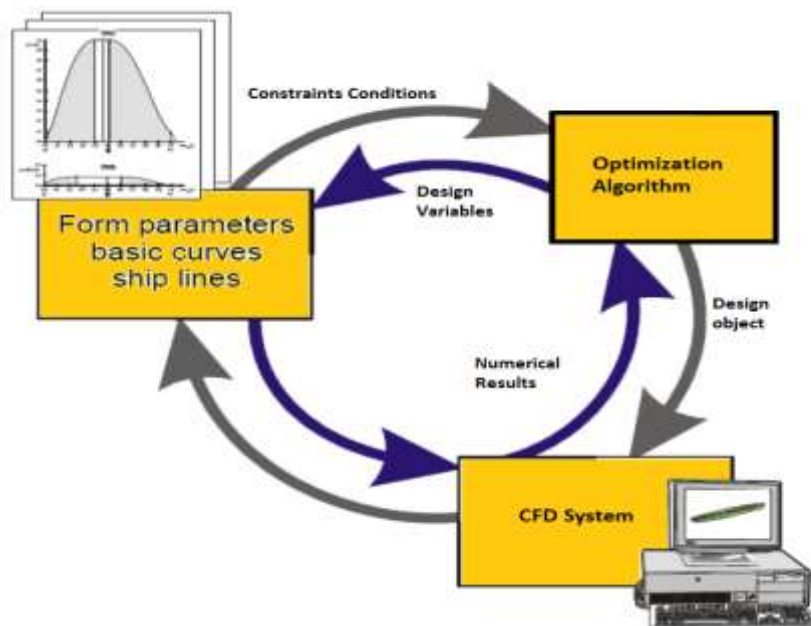 Constraints Conditions
Optimization
Algorithm
Design
Variables
Form parameters
basic curves
ship lines
Design
object
Numerical
Results
CFD System